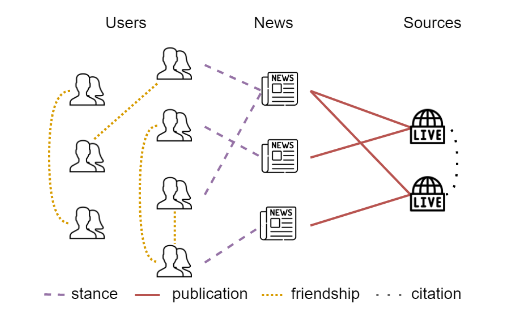 Users News Sources
NEWS
NEWS
LIVE
LIVE
NEWS
stance publication friendship citation